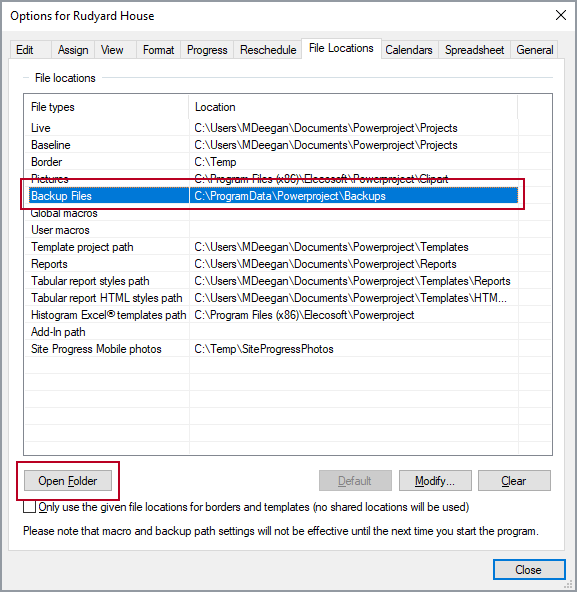 Options for Rudyard House
Edit Assign View Format Progress Reschedule File Locations Calendars Spreadsheet General
File locations
File types Location
Live C:\Users\MDeegan\Documents\Powerproject\Projects
Baseline C:\Users\MDeegan\Documents\Powerproject\Projects
Border C:\Temp
Pictures C:\Program Files (x86)\Elecosoft\Powerproject\Clipart
Backup Files C:\ProgramData\Powerproject\Backups
Global macros
User macros
Template project path C:\Users\MDeegan\Documents\Powerproject\Templates
Reports C:\Users\MDeegan\Documents\Powerproject\Reports
Tabular report styles path C:\Users\MDeegan\Documents\Powerproject\Templates\Reports
Tabular report HTML styles path C:\Users\MDeegan\Documents\Powerproject\Templates\HTM...
Histogram Excel® templates path C:\Program Files (x86)\Elecosoft\Powerproject
Add-In path
Site Progress Mobile photos C:\Temp\SiteProgressPhotos
Open Folder Default Modify... Clear
Only use the given file locations for borders and templates (no shared locations will be used)
Please note that macro and backup path settings will not be effective until the next time you start the program.
Close